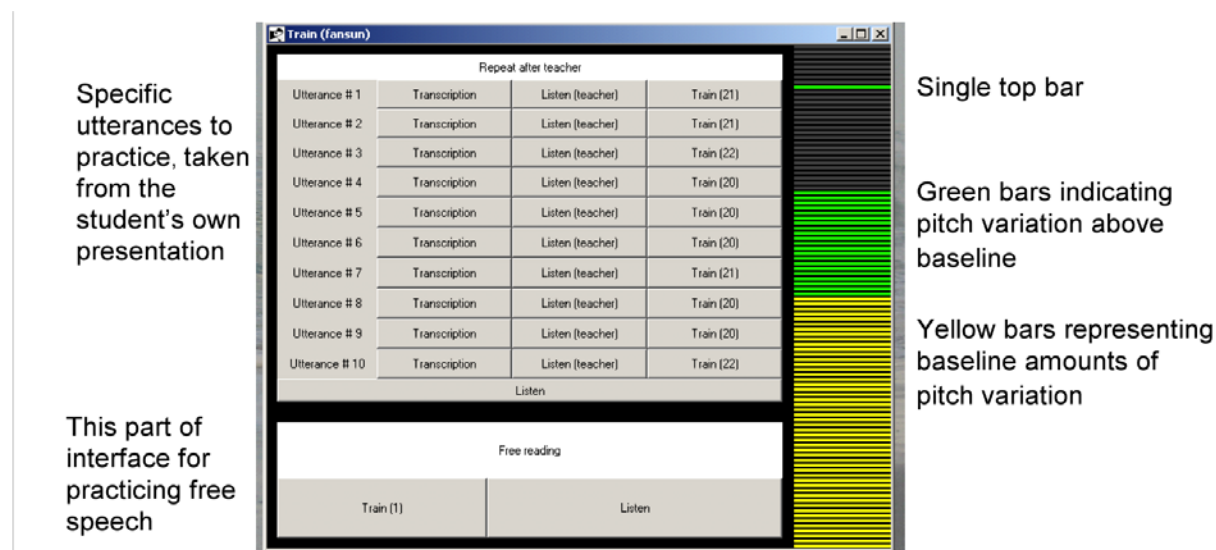 Specific
utterances to
practice, taken
from the
student's own
presentation
This part of
interface for
practicing free
speech
Train (fansun)
Repeat after teacher
Utterance # 1 Transcription Listen (teacher) Train (21)
Utterance # 2 Transcription Listen (teacher) Train (21)
Utterance # 3 Transcription Listen (teacher) Train (22)
Utterance # 4 Transcription Listen (teacher) Train (20)
Utterance # 5 Transcription Listen (teacher) Train (20)
Utterance # 6 Transcription Listen (teacher) Train (20)
Utterance # 7 Transcription Listen (teacher) Train (21)
Utterance # 8 Transcription Listen (teacher) Train (20)
Utterance # 9 Transcription Listen (teacher) Train (20)
Utterance # 10 Transcription Listen (teacher) Train (22)
Listen
Free reading
Train (1) Listen
Single top bar
Green bars indicating
pitch variation above
baseline
Yellow bars representing
baseline amounts of
pitch variation